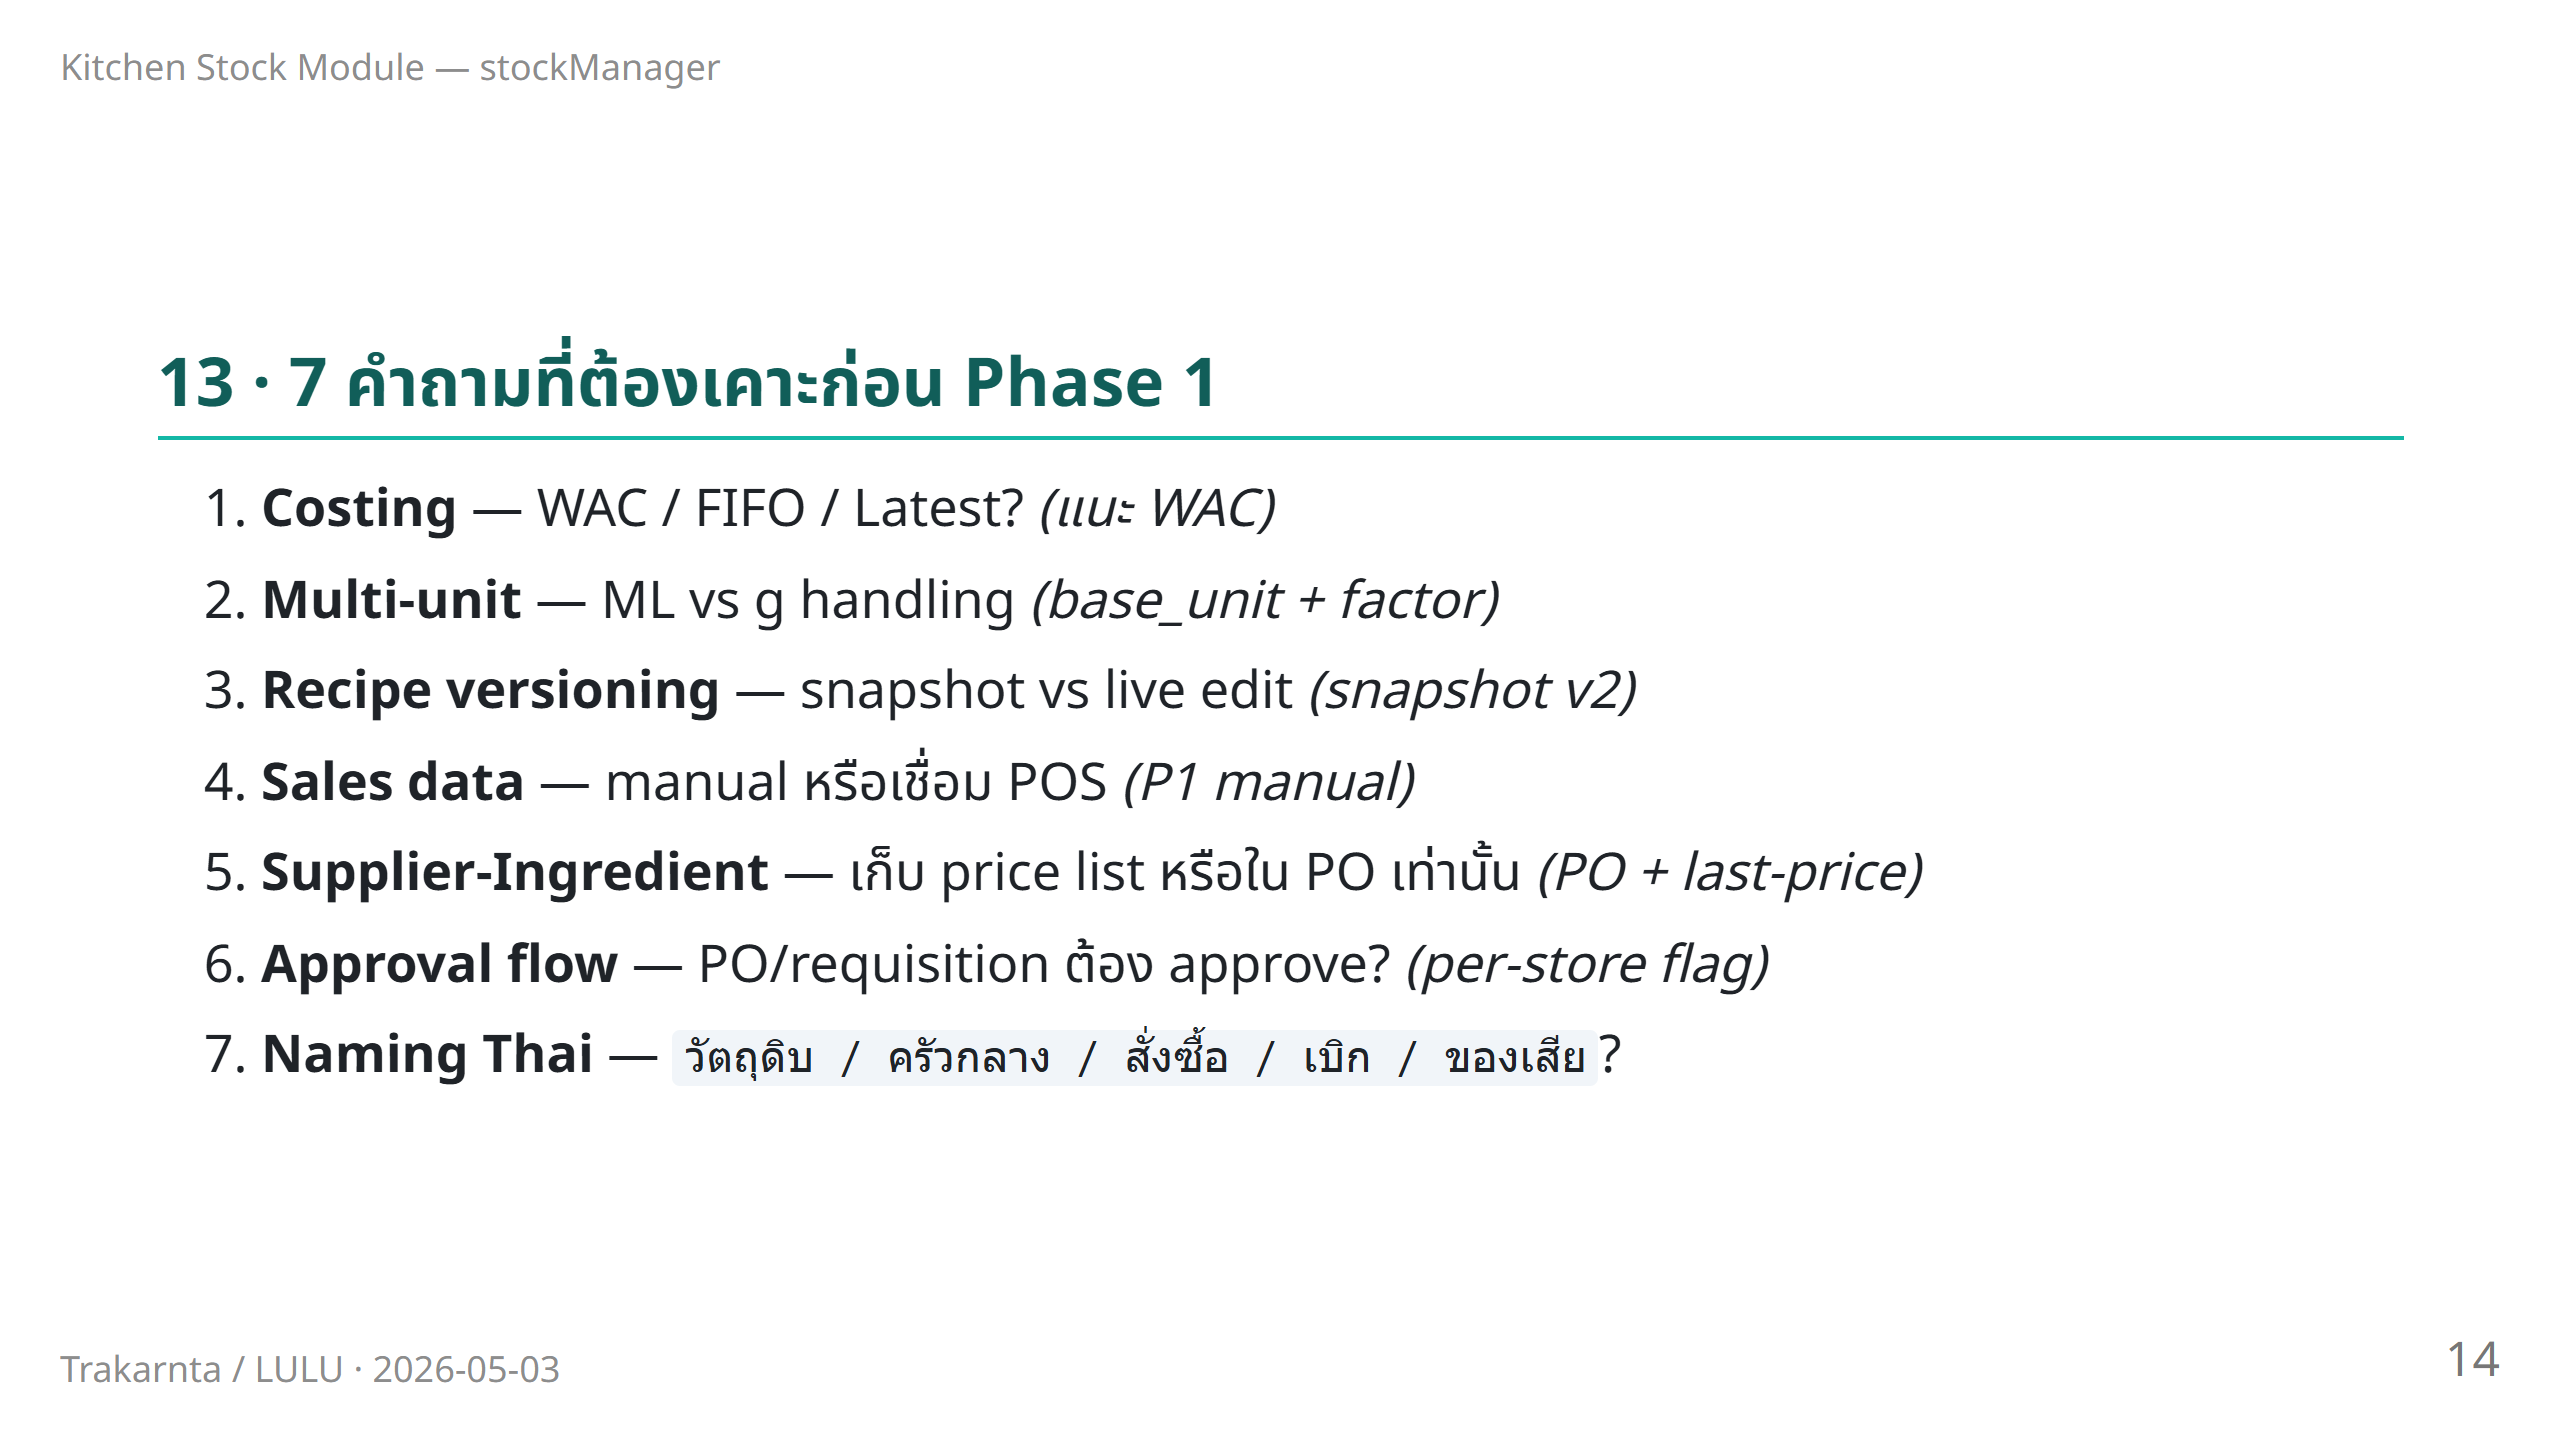 Kitchen Stock Module — stockManager
13 · 7 คำถามที่ต้องเคาะก่อน Phase 1
1. Costing — WAC / FIFO / Latest? (แนะ WAC)
2. Multi-unit — ML vs g handling (base_unit + factor)
3. Recipe versioning — snapshot vs live edit (snapshot v2)
4. Sales data — manual หรือเชื่อม POS (P1 manual)
5. Supplier-Ingredient — เก็บ price list หรือใน PO เท่านั้น (PO + last-price)
6. Approval flow — PO/requisition ต้อง approve? (per-store flag)
7. Naming Thai — วัตถุดิบ / ครัวกลาง / สั่งซื้อ / เบิก / ของเสีย?
Trakarnta / LULU · 2026-05-03
14